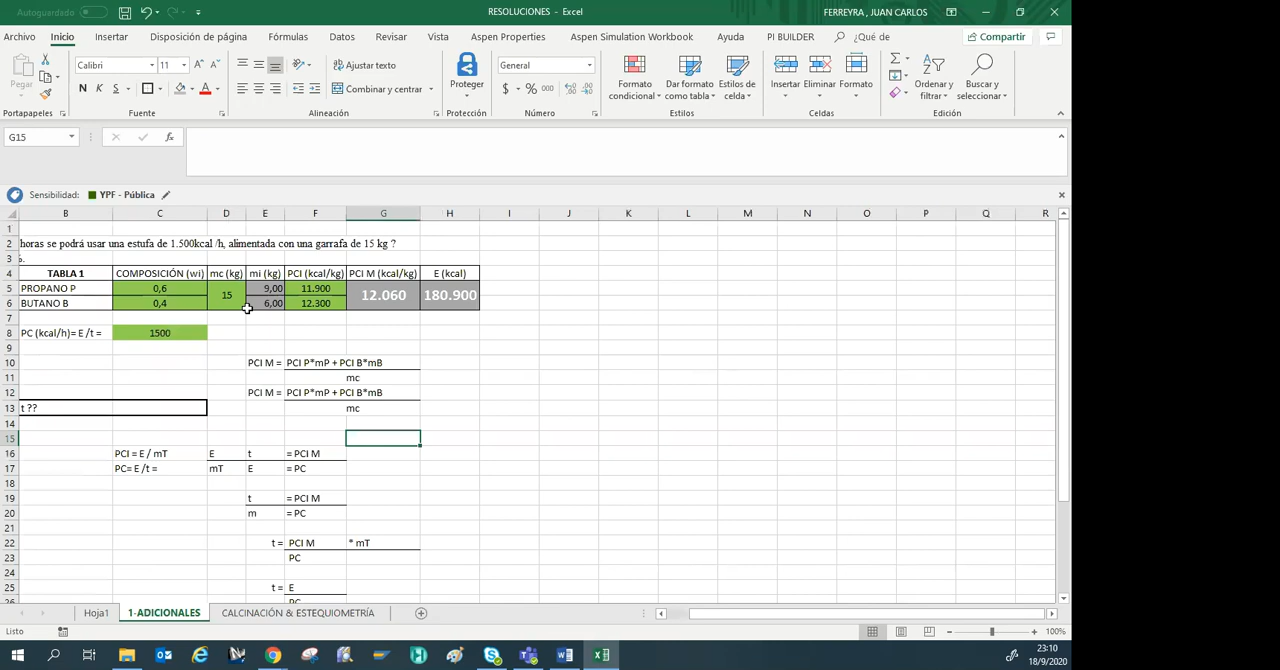 Autoguardado
RESOLUCIONES - Excel
FERREYRA , JUAN CARLOS
Archivo
Inicio
Insertar
Disposición de página
Fórmulas
Datos
Revisar
Vista
Aspen Properties
Aspen Simulation Workbook
Ayuda
PI BUILDER
¿Qué de
Compartir
Pegar
Calibri
11
Ajustar texto
General
Proteger
N K S
Combinar y centrar
$ % 000
Formato condicional
Dar formato como tabla
Estilos de celda
Insertar
Eliminar
Formato
Ordenar y filtrar
Buscar y seleccionar
Portapapeles
Fuente
Alineación
Protección
Número
Estilos
Celdas
Edición
G15
fx
Sensibilidad: YPF - Pública
B C D E F G H I J K L M N O P Q R
1
2 horas se podrá usar una estufa de 1.500kcal /h, alimentada con una garrafa de 15 kg ?
3 %.
4 TABLA 1 COMPOSICIÓN (wi) mc (kg) mi (kg) PCI (kcal/kg) PCI M (kcal/kg) E (kcal)
5 PROPANO P 0,6 15 9,00 11.900 12.060 180.900
6 BUTANO B 0,4 6,00 12.300
7
8 PC (kcal/h)= E /t = 1500
9
10 PCI M = PCI P*mP + PCI B*mB
11 mc
12 PCI M = PCI P*mP + PCI B*mB
13 t ?? mc
14
15
16 PCI = E / mT E t = PCI M
17 PC= E /t = mT E = PC
18
19 t = PCI M
20 m = PC
21
22 t = PCI M * mT
23 PC
24
25 t = E
26 PC
Hoja1
1-ADICIONALES
CALCINACIÓN & ESTEQUIOMETRÍA
Listo
100%
23:10
18/9/2020